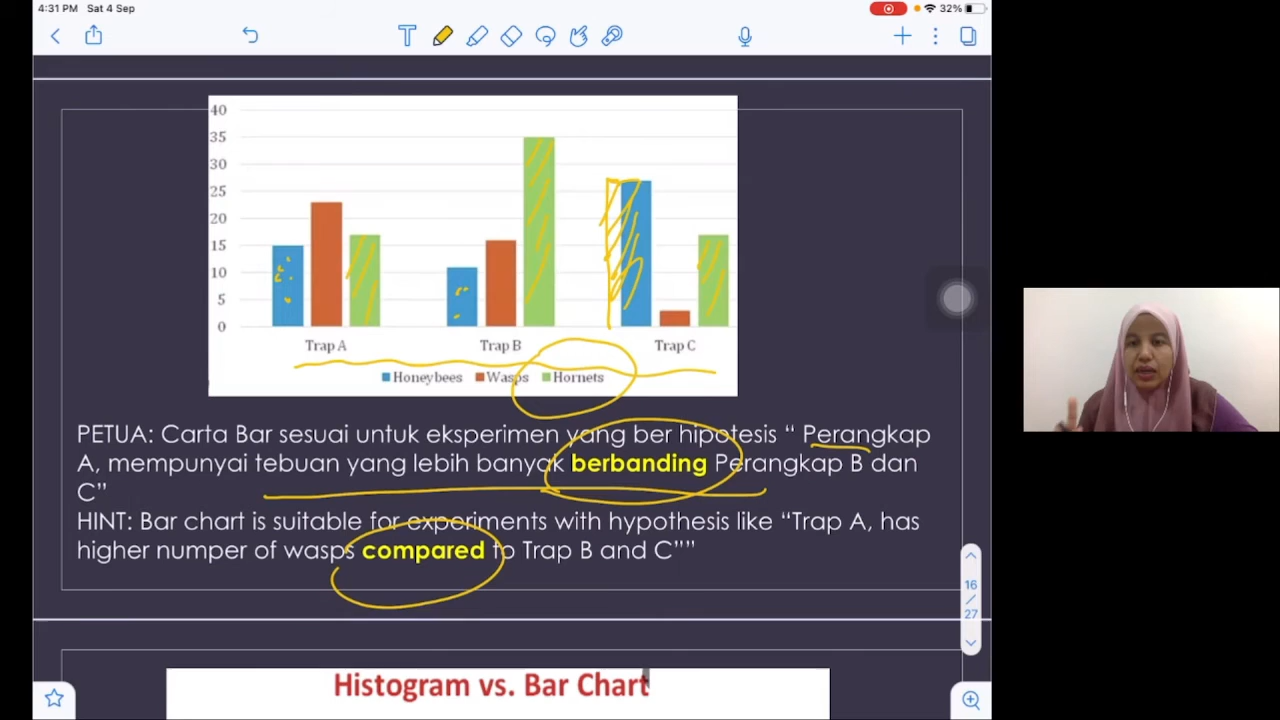 4:31 PM Sat 4 Sep
32%
T
40
35
30
25
20
15
10
5
0
Trap A Trap B Trap C
Honeybees Wasps Hornets
PETUA: Carta Bar sesuai untuk eksperimen yang ber hipotesis “ Perangkap
A, mempunyai tebuan yang lebih banyak berbanding Perangkap B dan
C”
HINT: Bar chart is suitable for experiments with hypothesis like “Trap A, has
higher numper of wasps compared to Trap B and C””
16
/
27
Histogram vs. Bar Chart